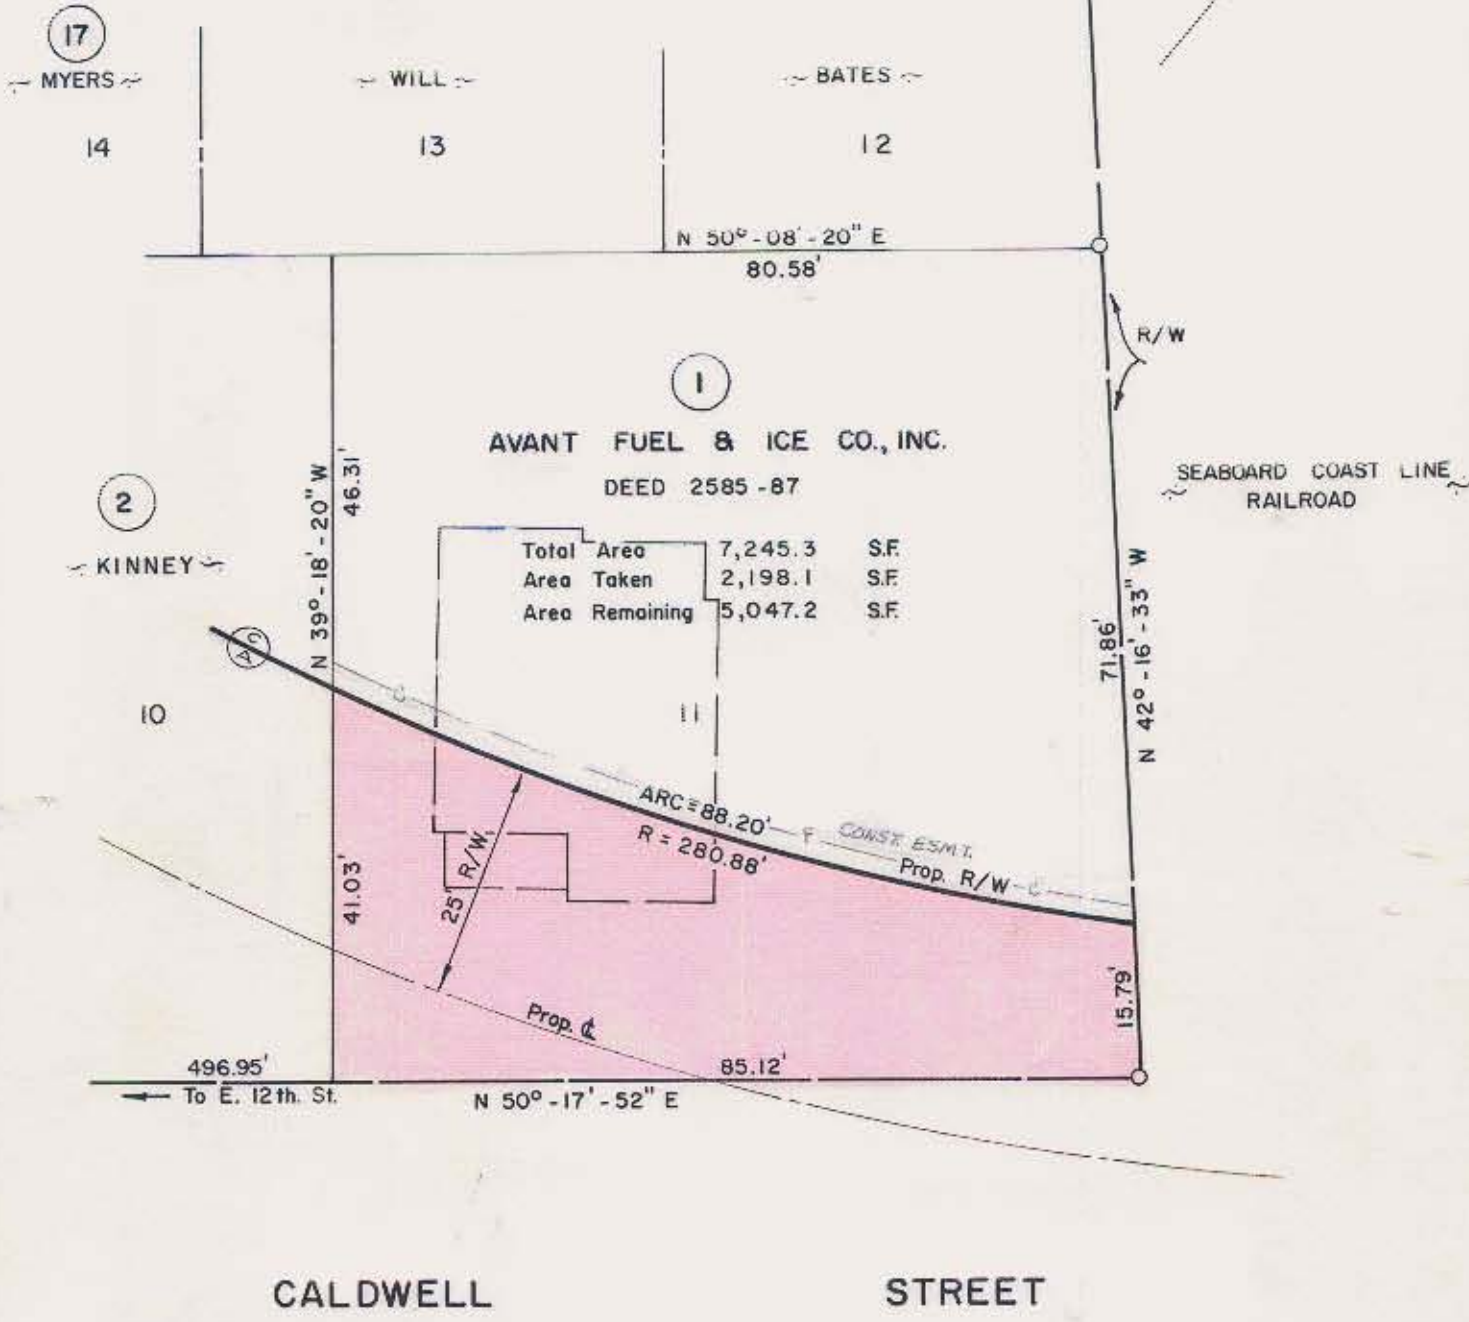 17
MYERS
WILL
BATES
14
13
12
N 50° - 08' - 20" E
80.58'
R/W
1
AVANT FUEL & ICE CO., INC.
DEED 2585 - 87
SEABOARD COAST LINE
RAILROAD
N 39° - 18' - 20" W
46.31'
2
KINNEY
Total Area 7,245.3 S.F.
Area Taken 2,198.1 S.F.
Area Remaining 5,047.2 S.F.
71.86'
N 42° - 16' - 33" W
10
11
ARC = 88.20'
R = 280.88'
CONST. ESMT.
Prop. R/W
41.03'
25' R/W
15.79'
Prop. ℄
496.95'
85.12'
To E. 12th. St.
N 50° - 17' - 52" E
CALDWELL STREET